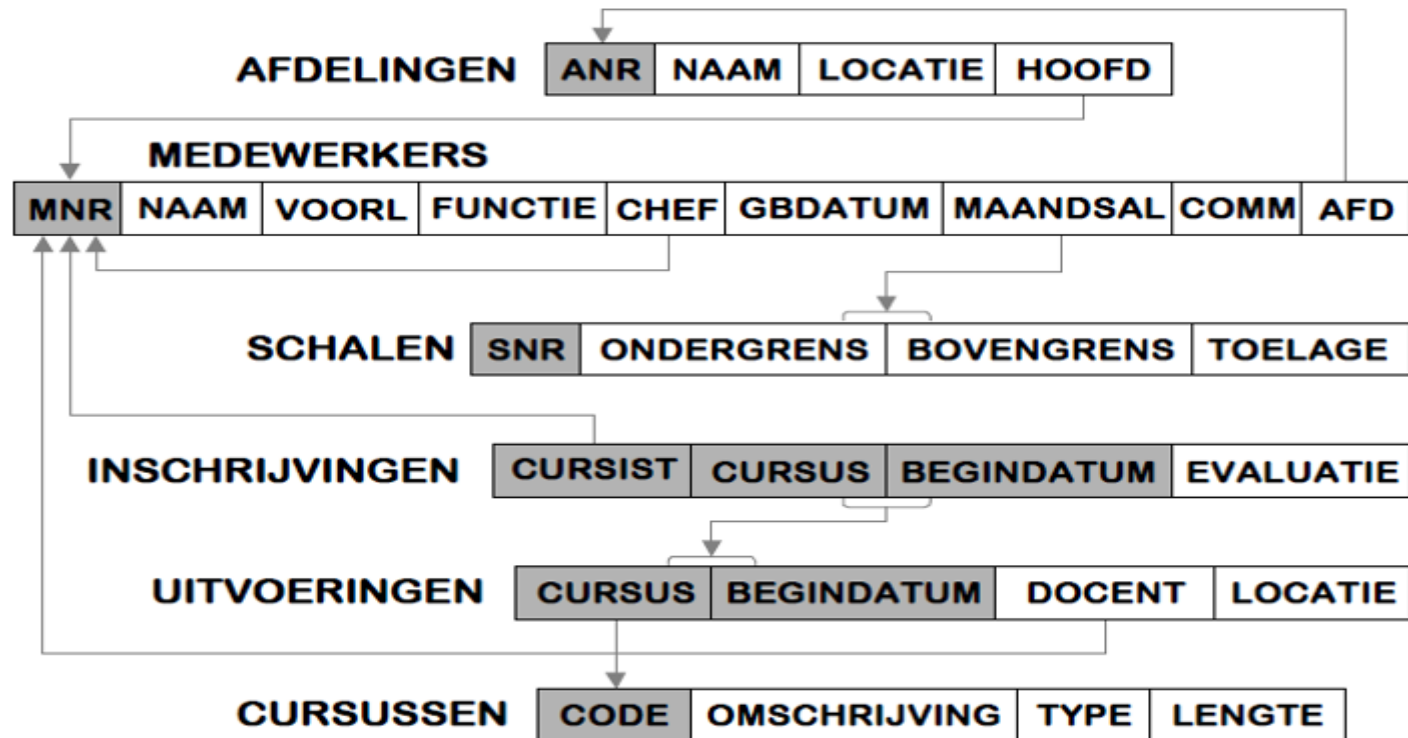 AFDELINGEN ANR NAAM LOCATIE HOOFD
MEDEWERKERS
MNR NAAM VOORL FUNCTIE CHEF GBDATUM MAANDSAL COMM AFD
SCHALEN SNR ONDERGRENS BOVENGRENS TOELAGE
INSCHRIJVINGEN CURSIST CURSUS BEGINDATUM EVALUATIE
UITVOERINGEN CURSUS BEGINDATUM DOCENT LOCATIE
CURSUSSEN CODE OMSCHRIJVING TYPE LENGTE